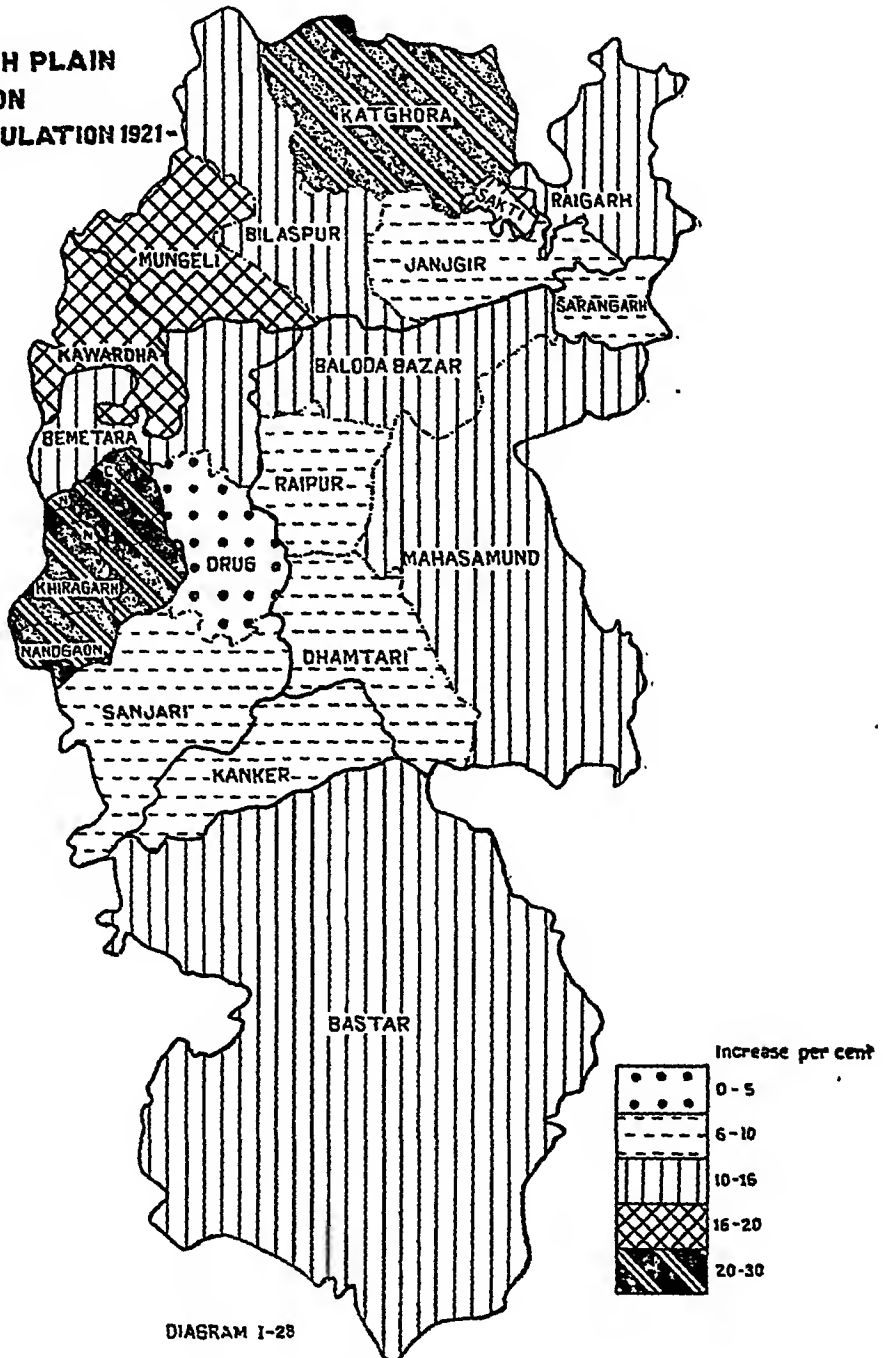 H PLAIN
ON
ULATION 1921-
KATGHORA
SAKTI
RAIGARH
BILASPUR
MUNGELI
JANJGIR
SARANGARH
KAWARDHA
BALODA BAZAR
BEMETARA
C
RAIPUR
N
N
DRUG
MAHASAMUND
KHIRAGARH
NANDGAON
DHAMTARI
SANJARI
KANKER
BASTAR
Increase per cent
0-5
6-10
10-15
15-20
20-30
DIAGRAM I-28